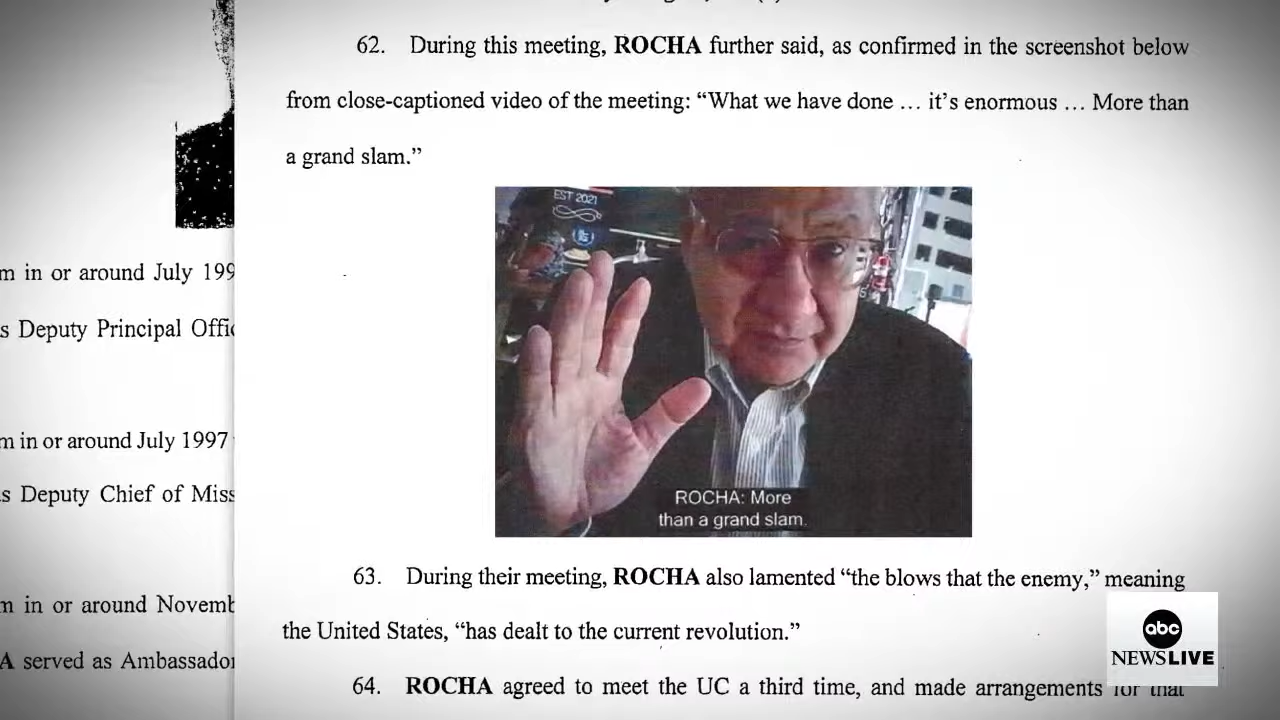 62. During this meeting, ROCHA further said, as confirmed in the screenshot below
from close-captioned video of the meeting: “What we have done ... it’s enormous ... More than
a grand slam.”
EST 2021
ROCHA: More
than a grand slam.
63. During their meeting, ROCHA also lamented “the blows that the enemy,” meaning
the United States, “has dealt to the current revolution.”
64. ROCHA agreed to meet the UC a third time, and made arrangements for that
m in or around July 199
s Deputy Principal Offic
m in or around July 1997
s Deputy Chief of Miss
m in or around Novemb
A served as Ambassador
abc
NEWSLIVE